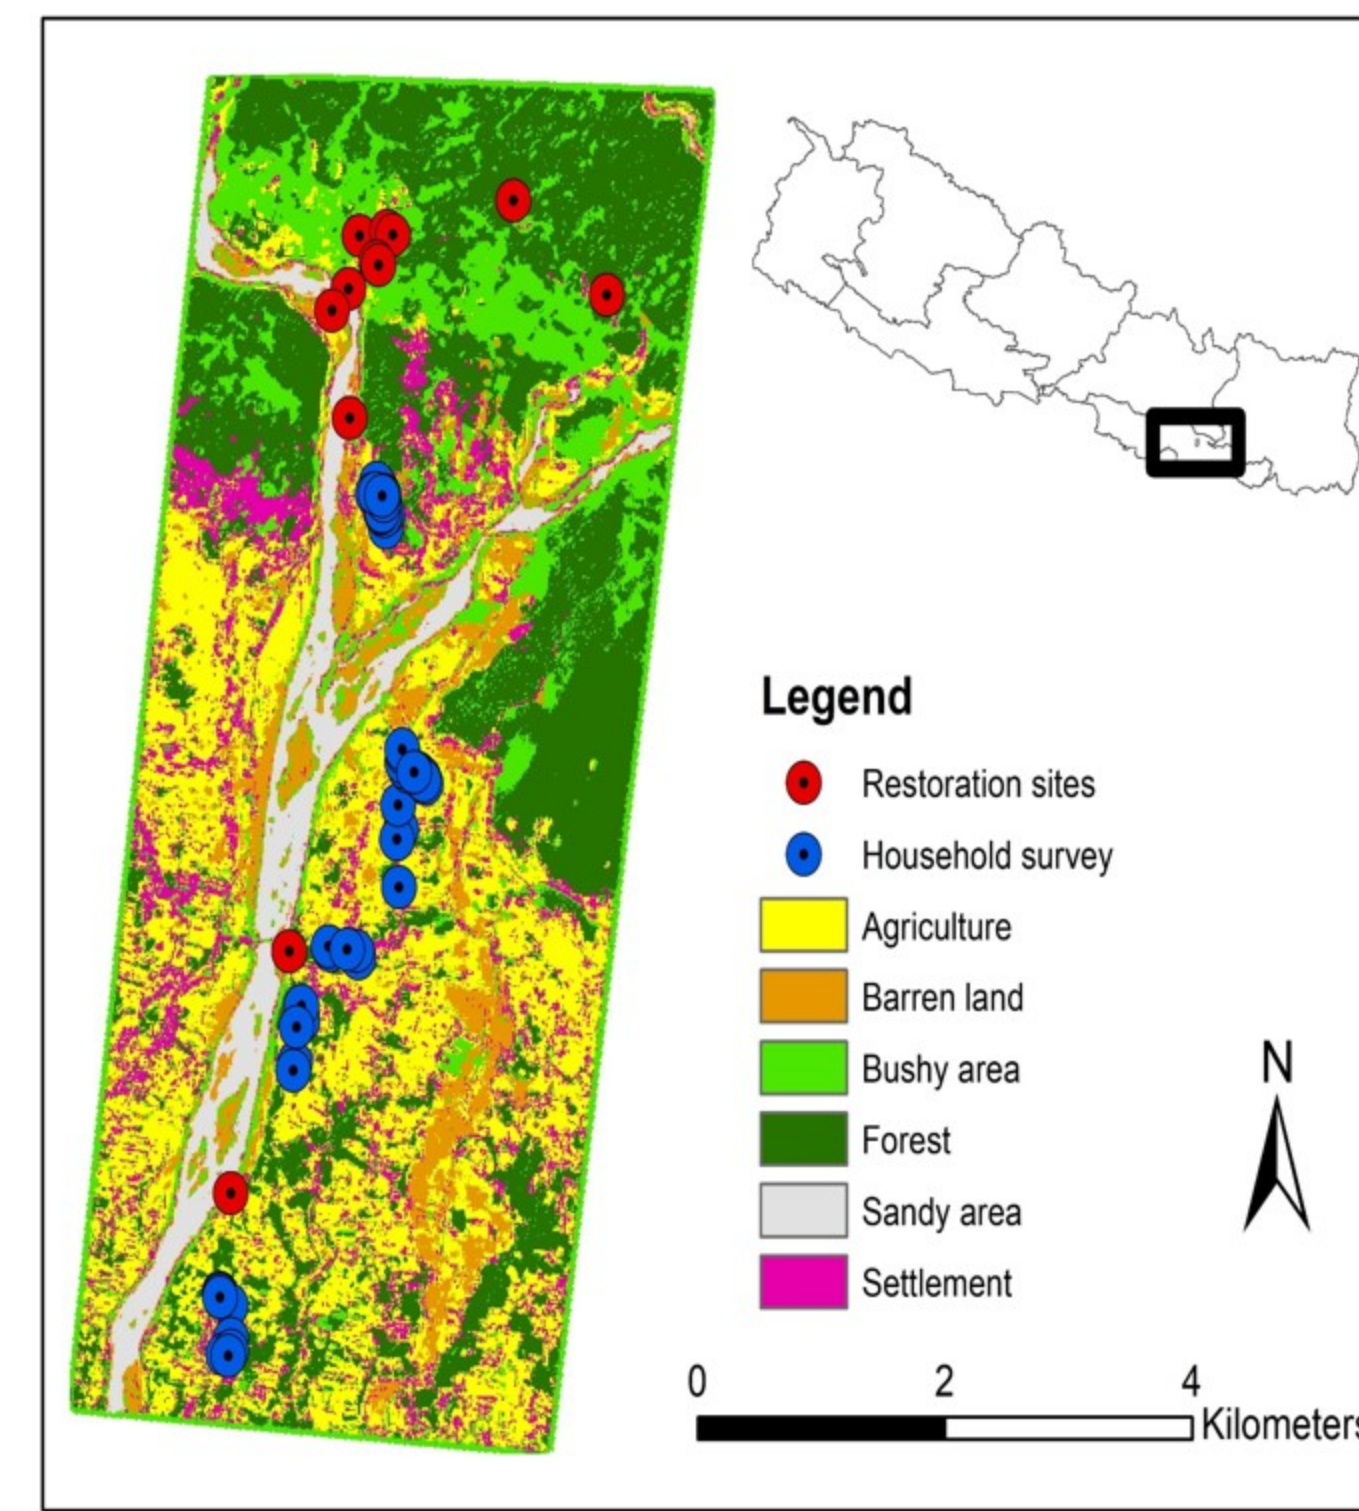 Legend
Restoration sites
Household survey
Agriculture
Barren land
Bushy area
Forest
Sandy area
Settlement
N
0 2 4
Kilometers